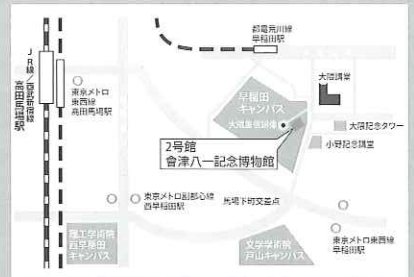 都電荒川線
早稲田駅
JR線／西武新宿線
高田馬場駅
東京メトロ
東西線
高田馬場駅
早稲田
キャンパス
大隈重信銅像
大隈講堂
大隈記念タワー
小野記念講堂
2号館
會津八一記念博物館
東京メトロ副都心線
西早稲田駅
馬場下町交差点
理工学術院
西早稲田
キャンパス
文学学術院
戸山キャンパス
東京メトロ東西線
早稲田駅